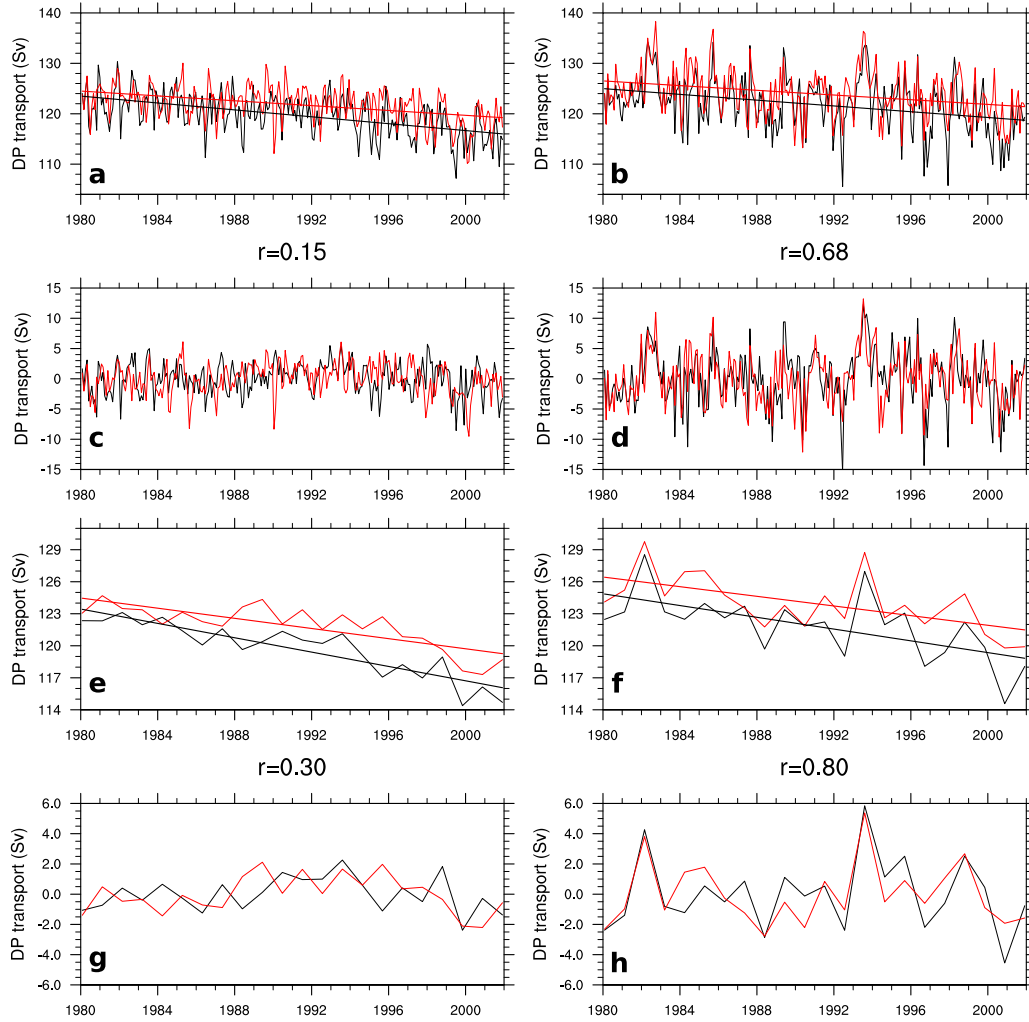 140
130
120
110
DP transport (Sv)
a
1980 1984 1988 1992 1996 2000
140
130
120
110
DP transport (Sv)
b
1980 1984 1988 1992 1996 2000
r=0.15
15
10
5
0
-5
-10
-15
DP transport (Sv)
c
1980 1984 1988 1992 1996 2000
r=0.68
15
10
5
0
-5
-10
-15
DP transport (Sv)
d
1980 1984 1988 1992 1996 2000
129
126
123
120
117
114
DP transport (Sv)
e
1980 1984 1988 1992 1996 2000
129
126
123
120
117
114
DP transport (Sv)
f
1980 1984 1988 1992 1996 2000
r=0.30
6.0
4.0
2.0
0.0
-2.0
-4.0
-6.0
DP transport (Sv)
g
1980 1984 1988 1992 1996 2000
r=0.80
6.0
4.0
2.0
0.0
-2.0
-4.0
-6.0
DP transport (Sv)
h
1980 1984 1988 1992 1996 2000